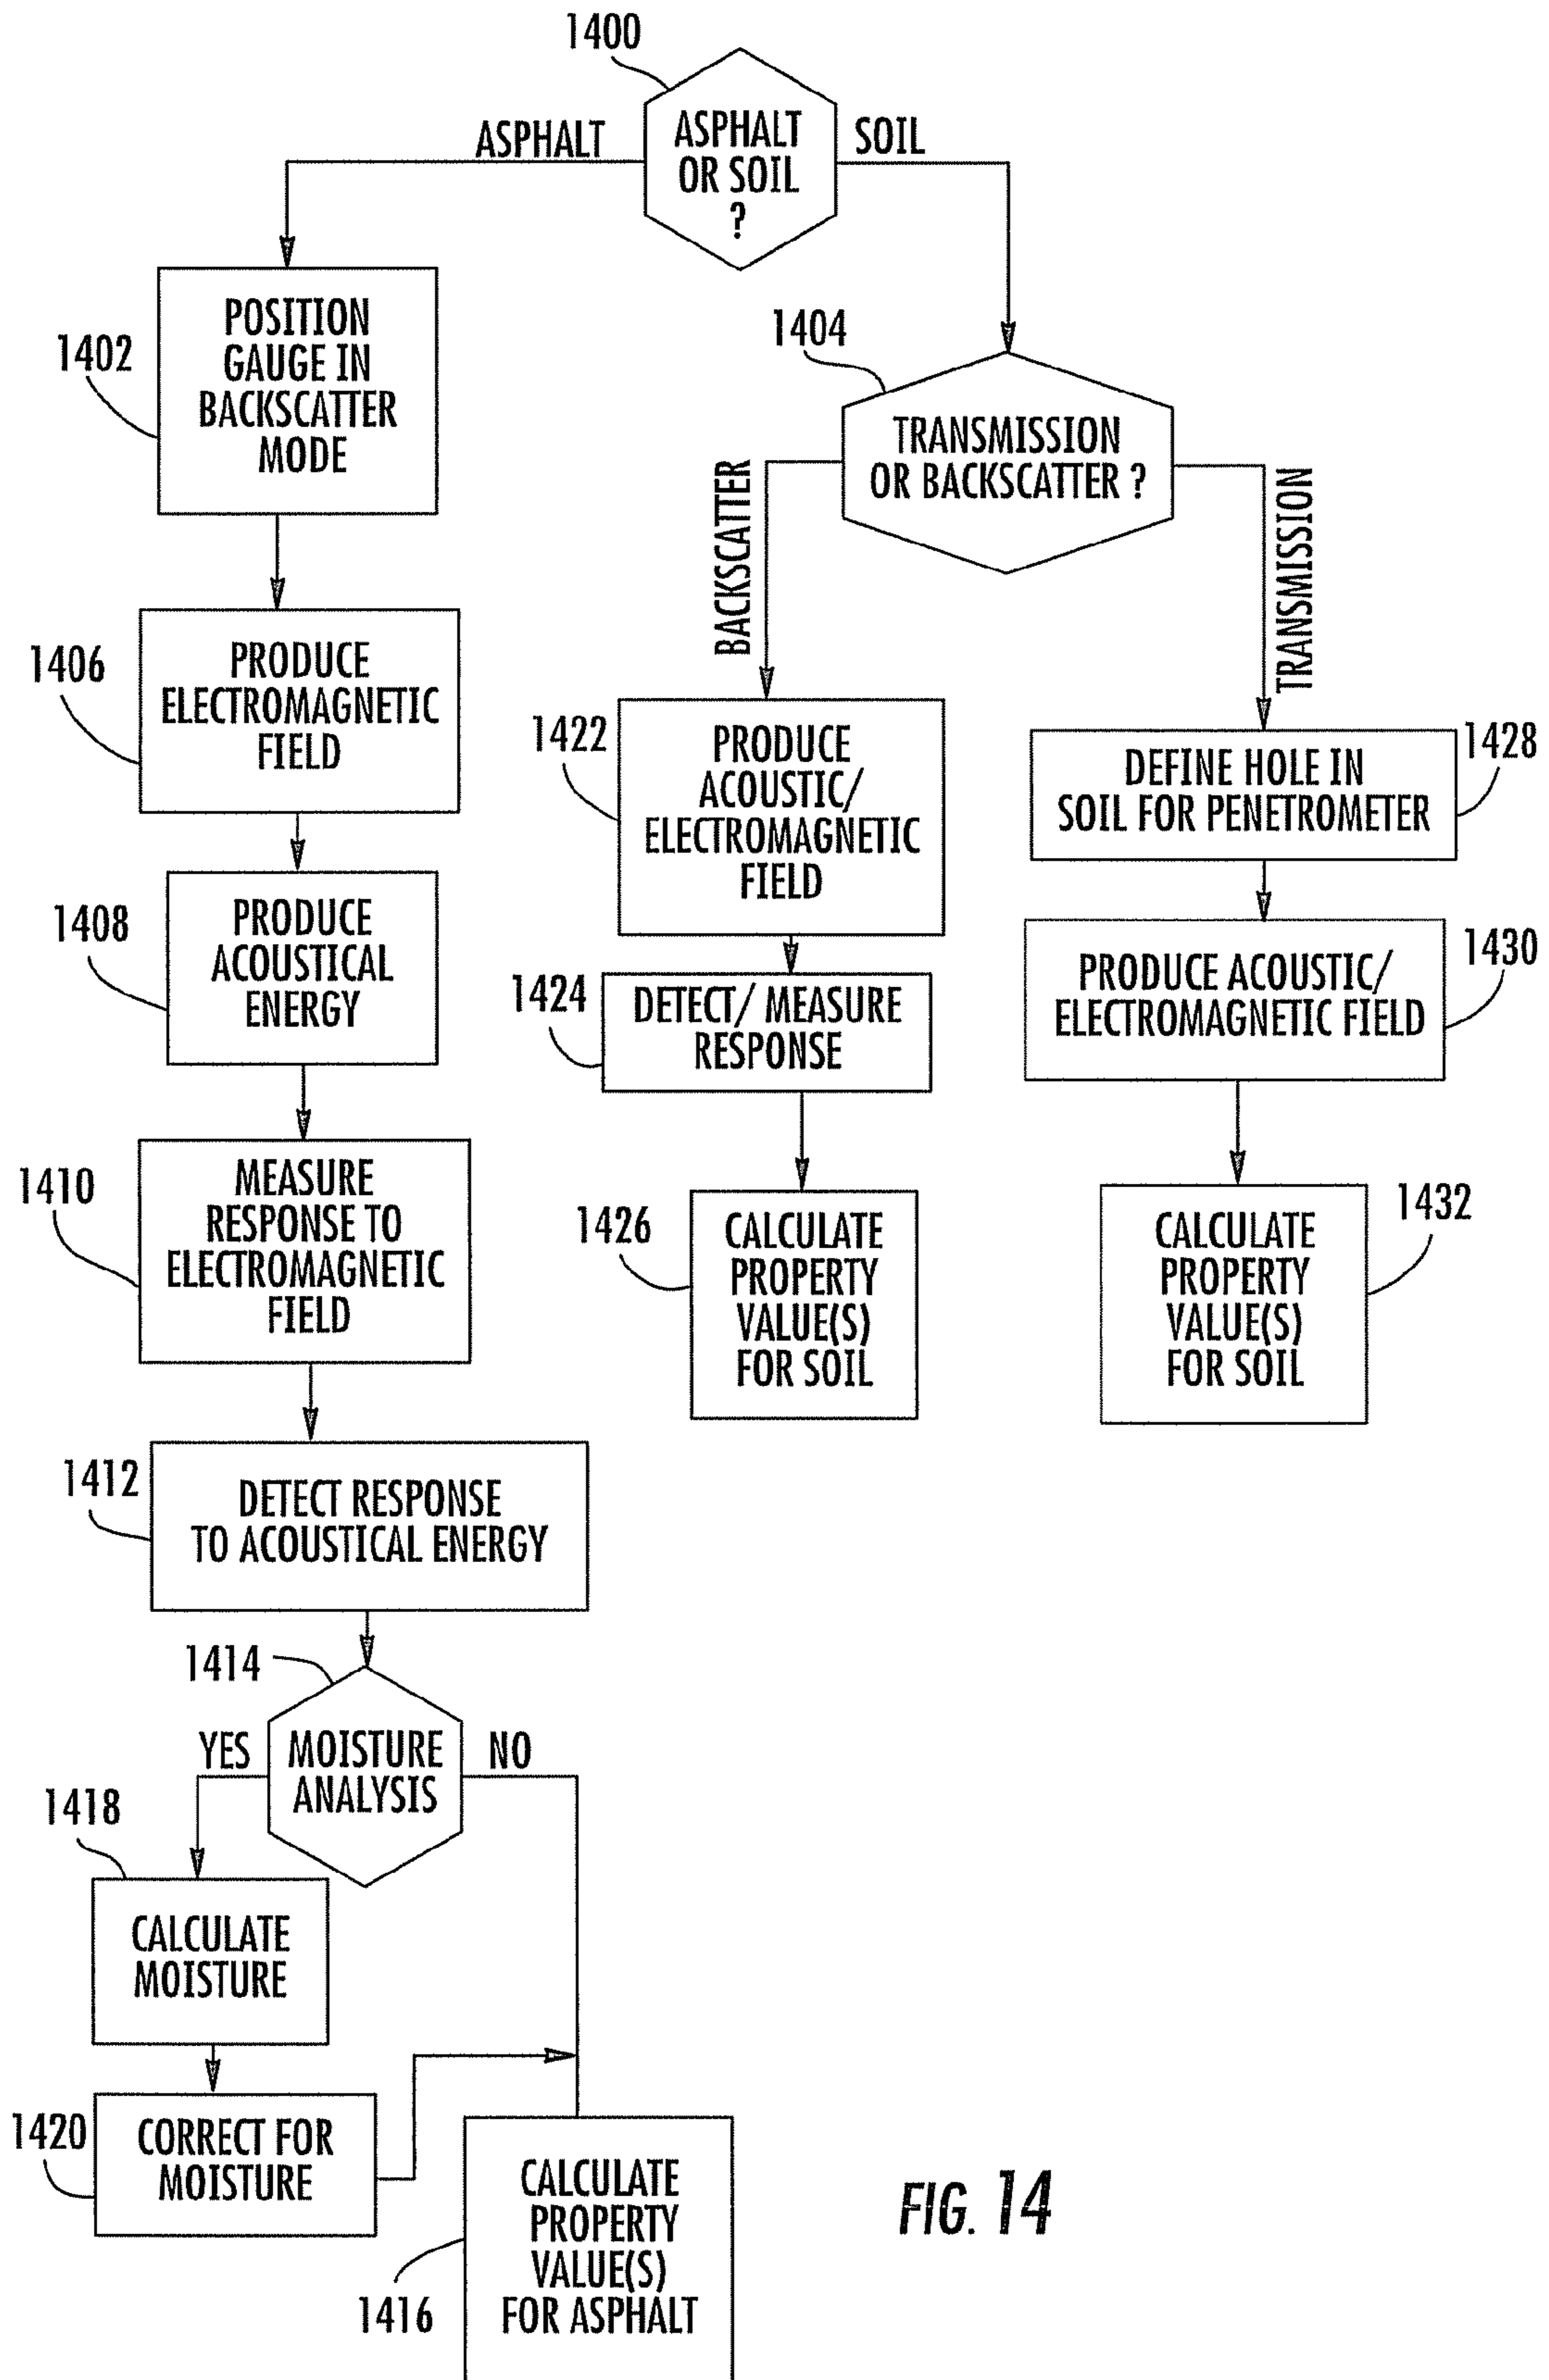 1400
ASPHALT
OR SOIL
?
ASPHALT
SOIL
1402
POSITION
GAUGE IN
BACKSCATTER
MODE
1404
TRANSMISSION
OR BACKSCATTER ?
BACKSCATTER
TRANSMISSION
1406
PRODUCE
ELECTROMAGNETIC
FIELD
1408
PRODUCE
ACOUSTICAL
ENERGY
1410
MEASURE
RESPONSE TO
ELECTROMAGNETIC
FIELD
1412
DETECT RESPONSE
TO ACOUSTICAL ENERGY
1414
MOISTURE
ANALYSIS
YES
NO
1418
CALCULATE
MOISTURE
1420
CORRECT FOR
MOISTURE
1416
CALCULATE
PROPERTY
VALUE(S)
FOR ASPHALT
1422
PRODUCE
ACOUSTIC/
ELECTROMAGNETIC
FIELD
1424
DETECT/ MEASURE
RESPONSE
1426
CALCULATE
PROPERTY
VALUE(S)
FOR SOIL
1428
DEFINE HOLE IN
SOIL FOR PENETROMETER
1430
PRODUCE ACOUSTIC/
ELECTROMAGNETIC FIELD
1432
CALCULATE
PROPERTY
VALUE(S)
FOR SOIL
FIG. 14